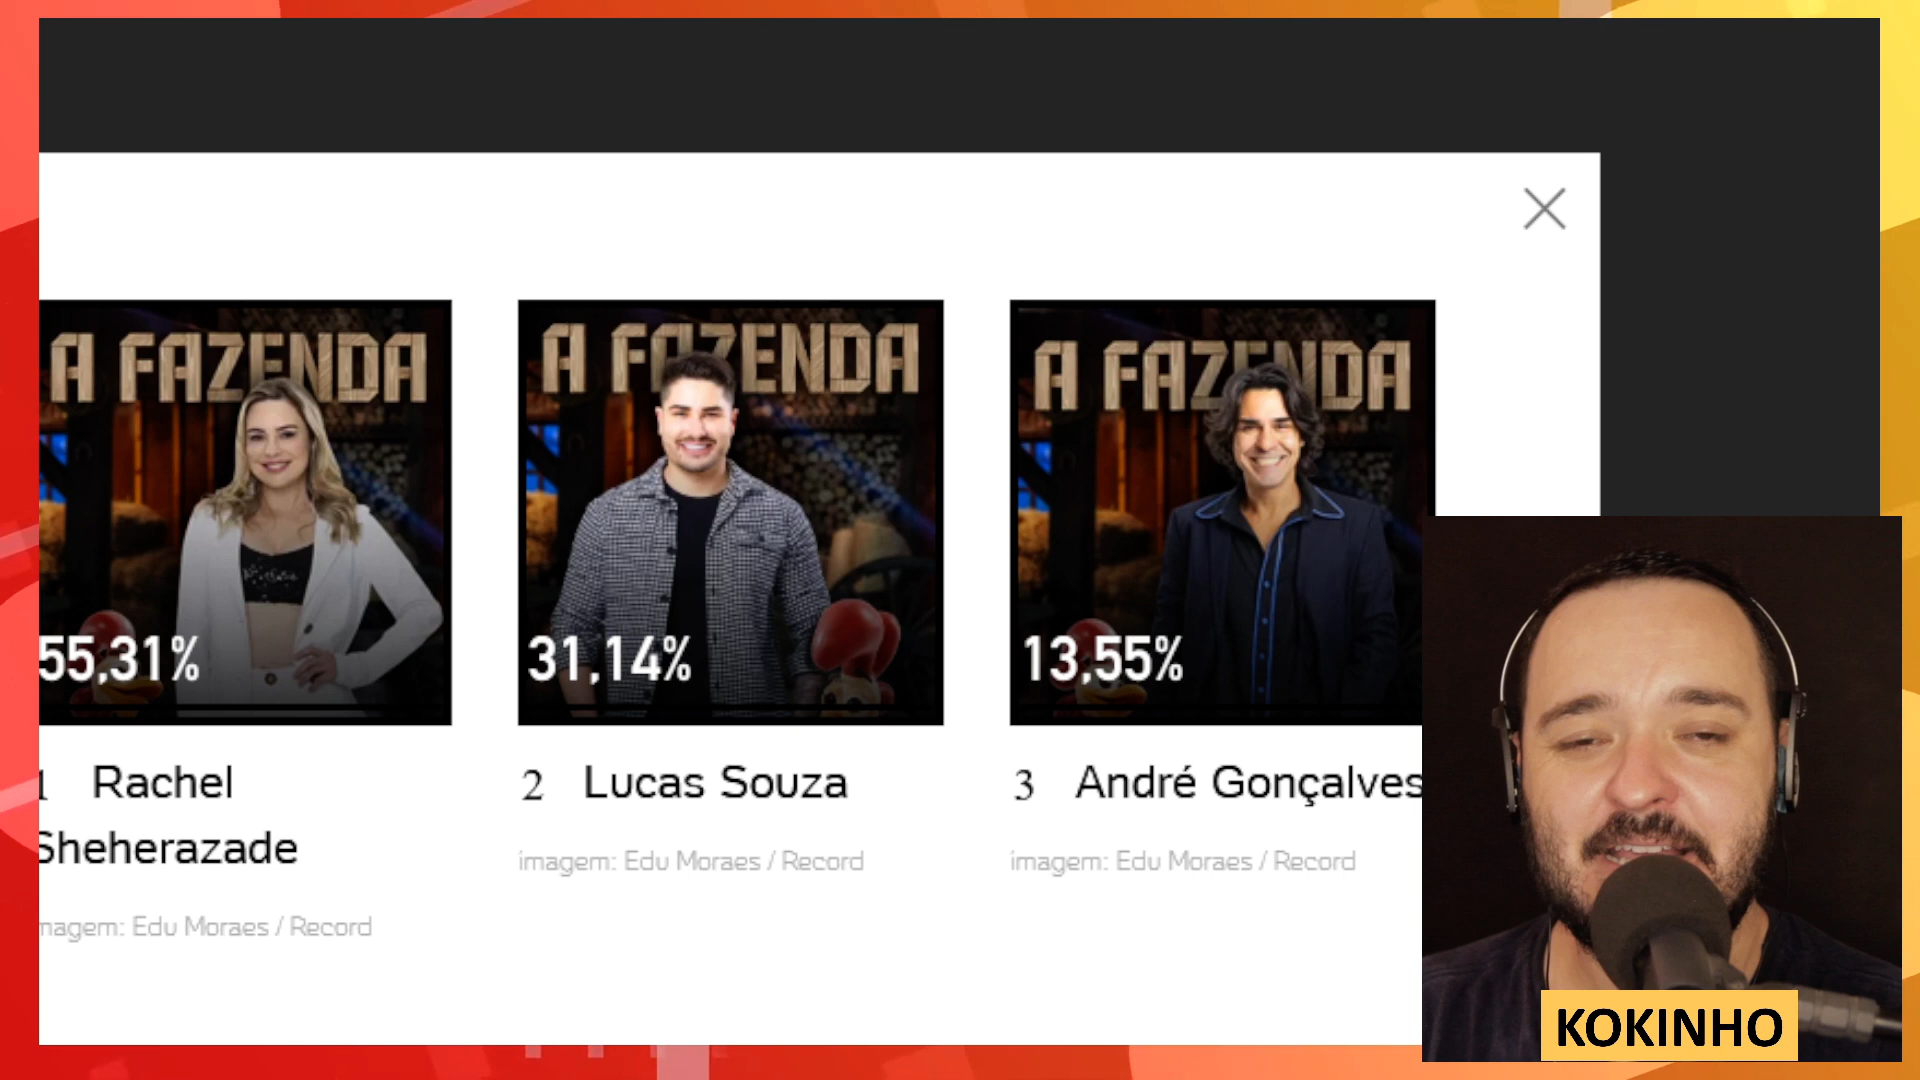 A FAZENDA
A FAZENDA
A FAZENDA
55,31%
31,14%
13,55%
1 Rachel
Sheherazade
magem: Edu Moraes / Record
2 Lucas Souza
imagem: Edu Moraes / Record
3 André Gonçalves
imagem: Edu Moraes / Record
KOKINHO